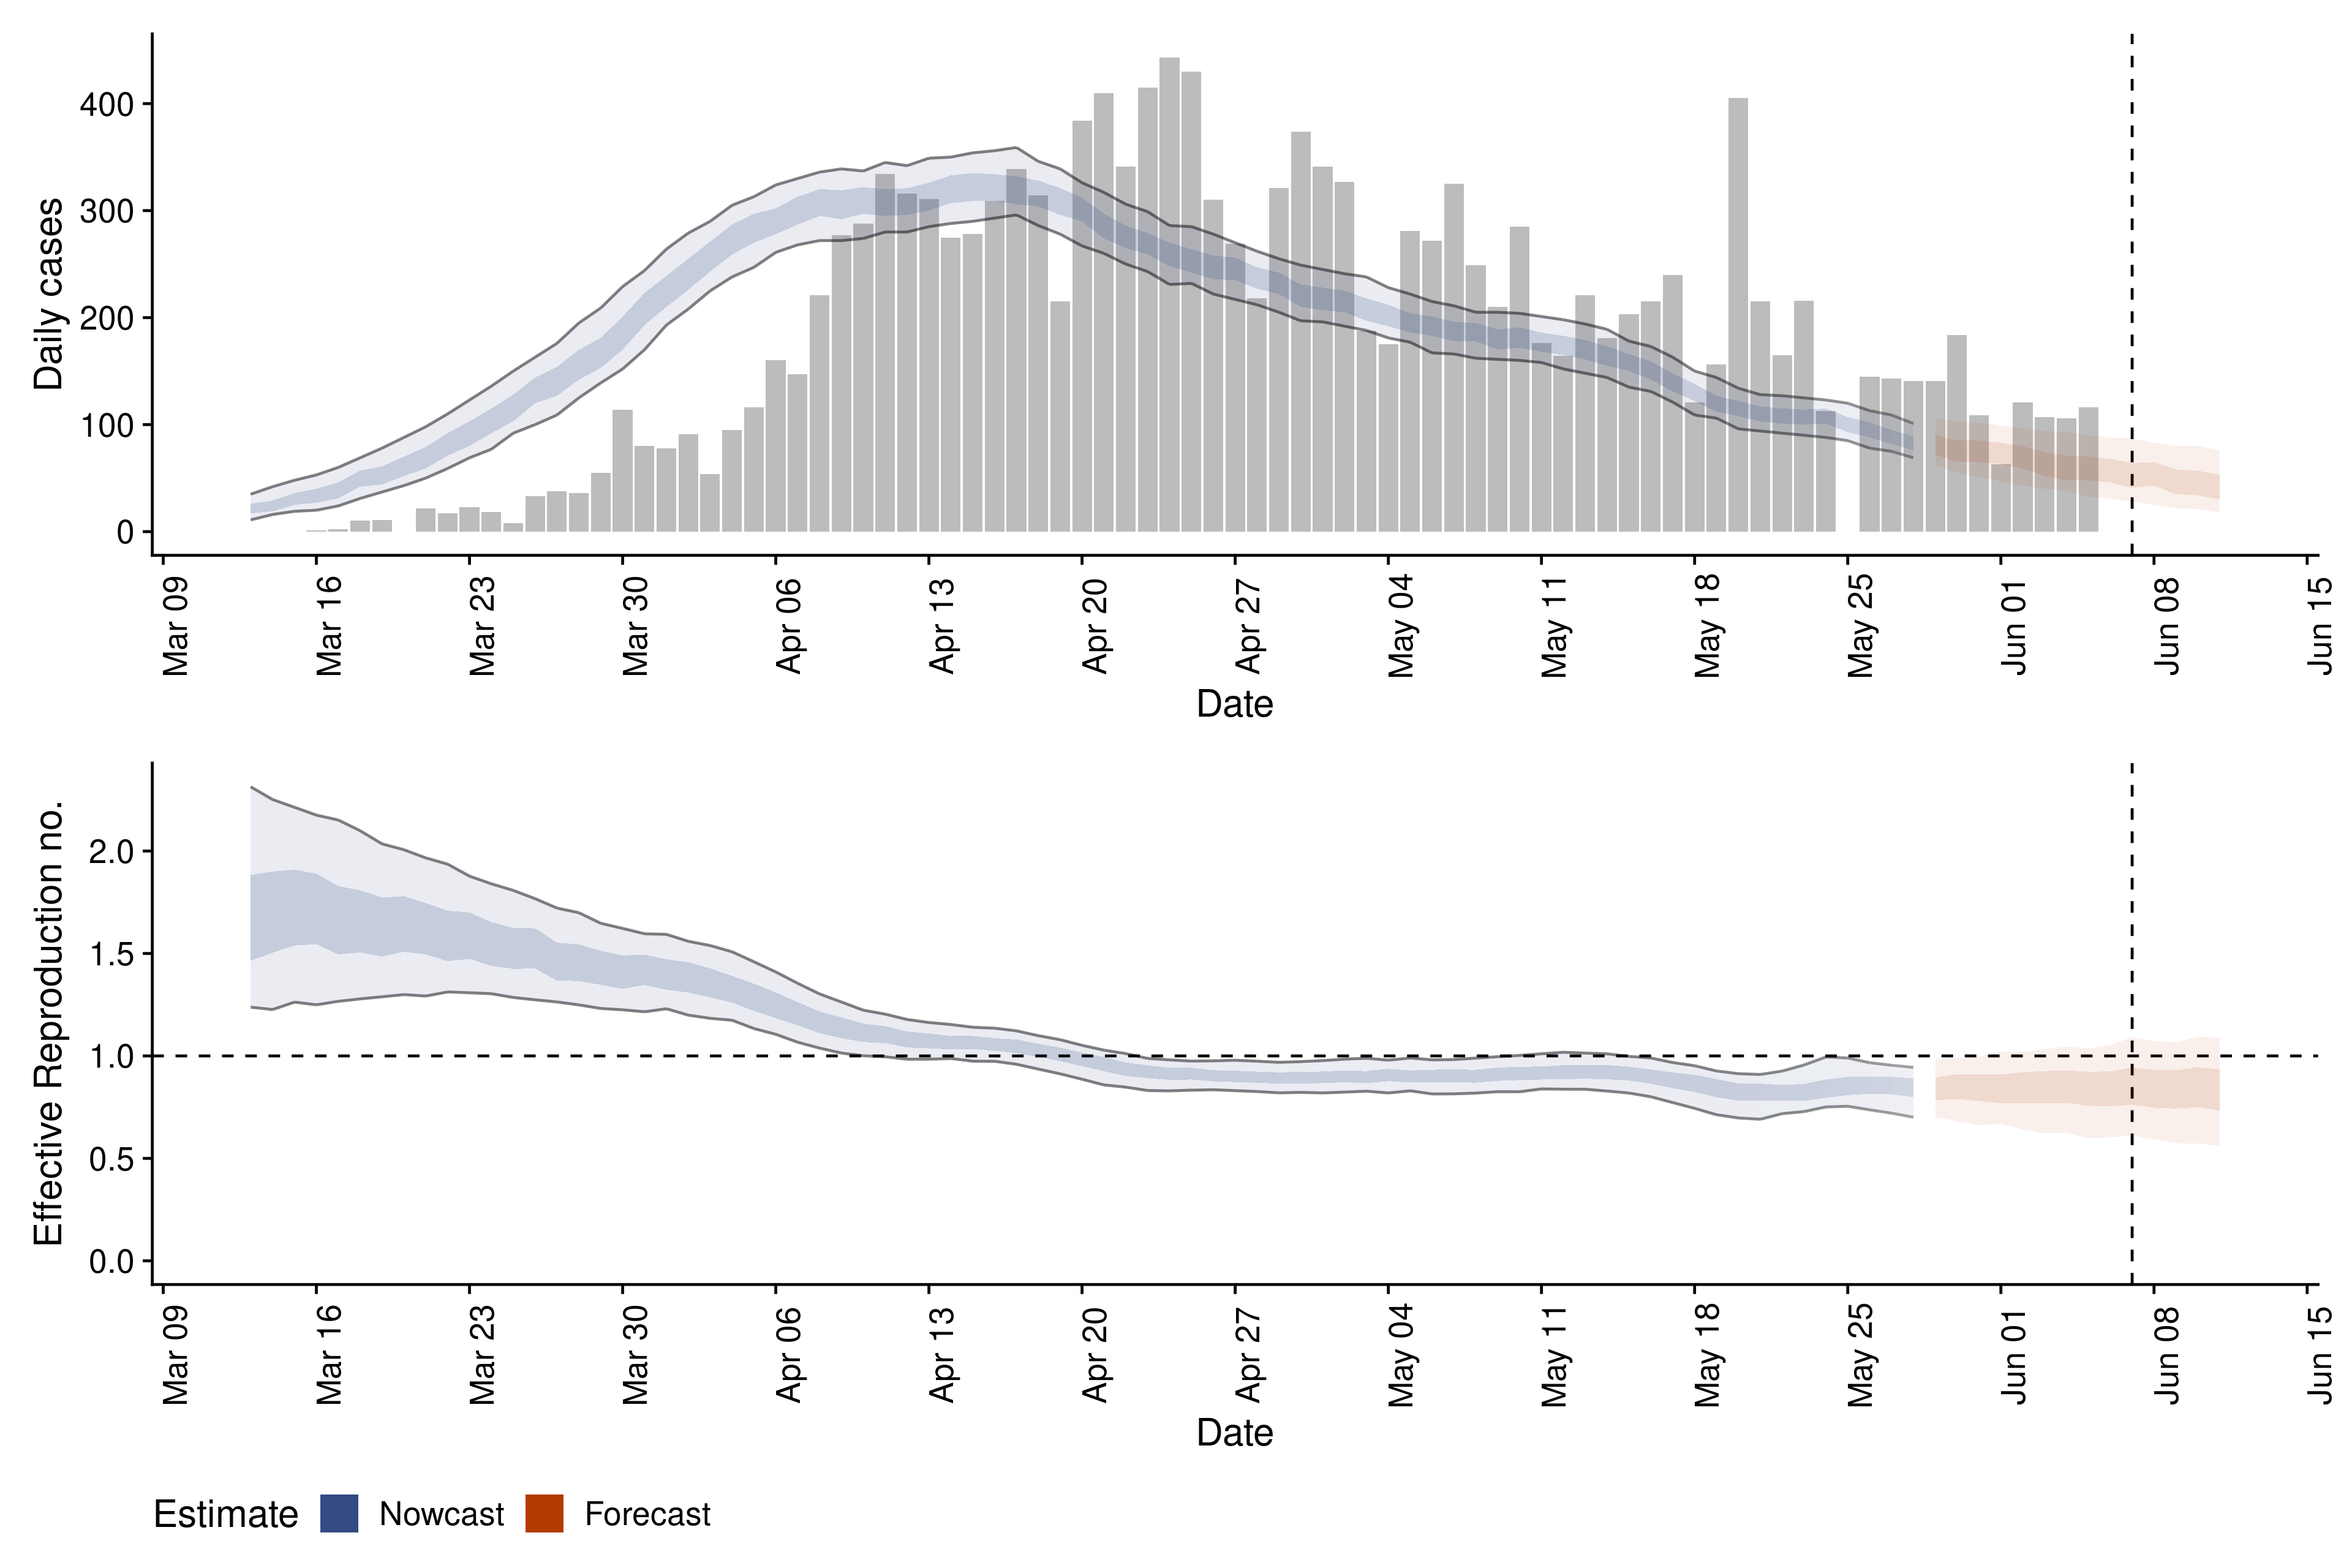 Daily cases
400
300
200
100
0
Mar 09
Mar 16
Mar 23
Mar 30
Apr 06
Apr 13
Apr 20
Apr 27
May 04
May 11
May 18
May 25
Jun 01
Jun 08
Jun 15
Date
Effective Reproduction no.
2.0
1.5
1.0
0.5
0.0
Mar 09
Mar 16
Mar 23
Mar 30
Apr 06
Apr 13
Apr 20
Apr 27
May 04
May 11
May 18
May 25
Jun 01
Jun 08
Jun 15
Date
Estimate Nowcast Forecast